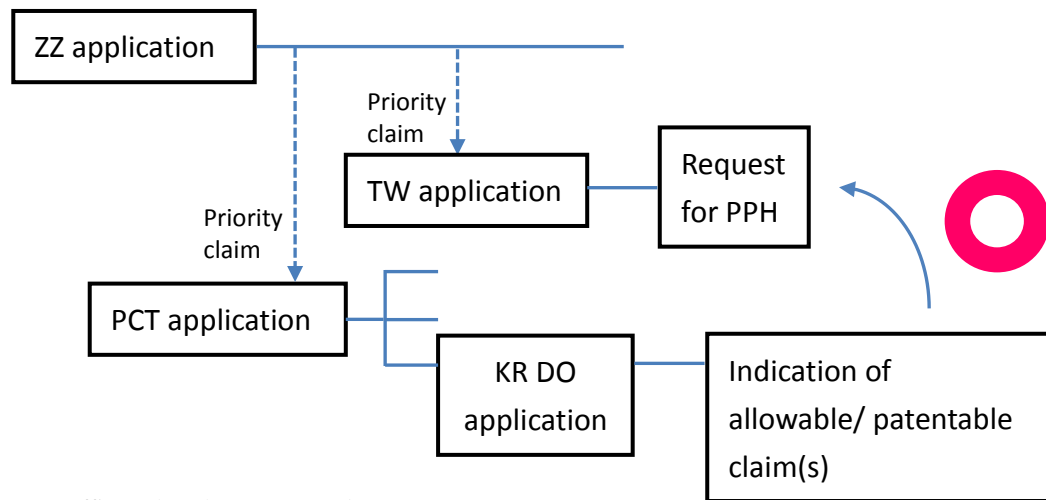 ZZ application
Priority
claim
TW application
Request
for PPH
Priority
claim
PCT application
KR DO
application
Indication of
allowable/ patentable
claim(s)